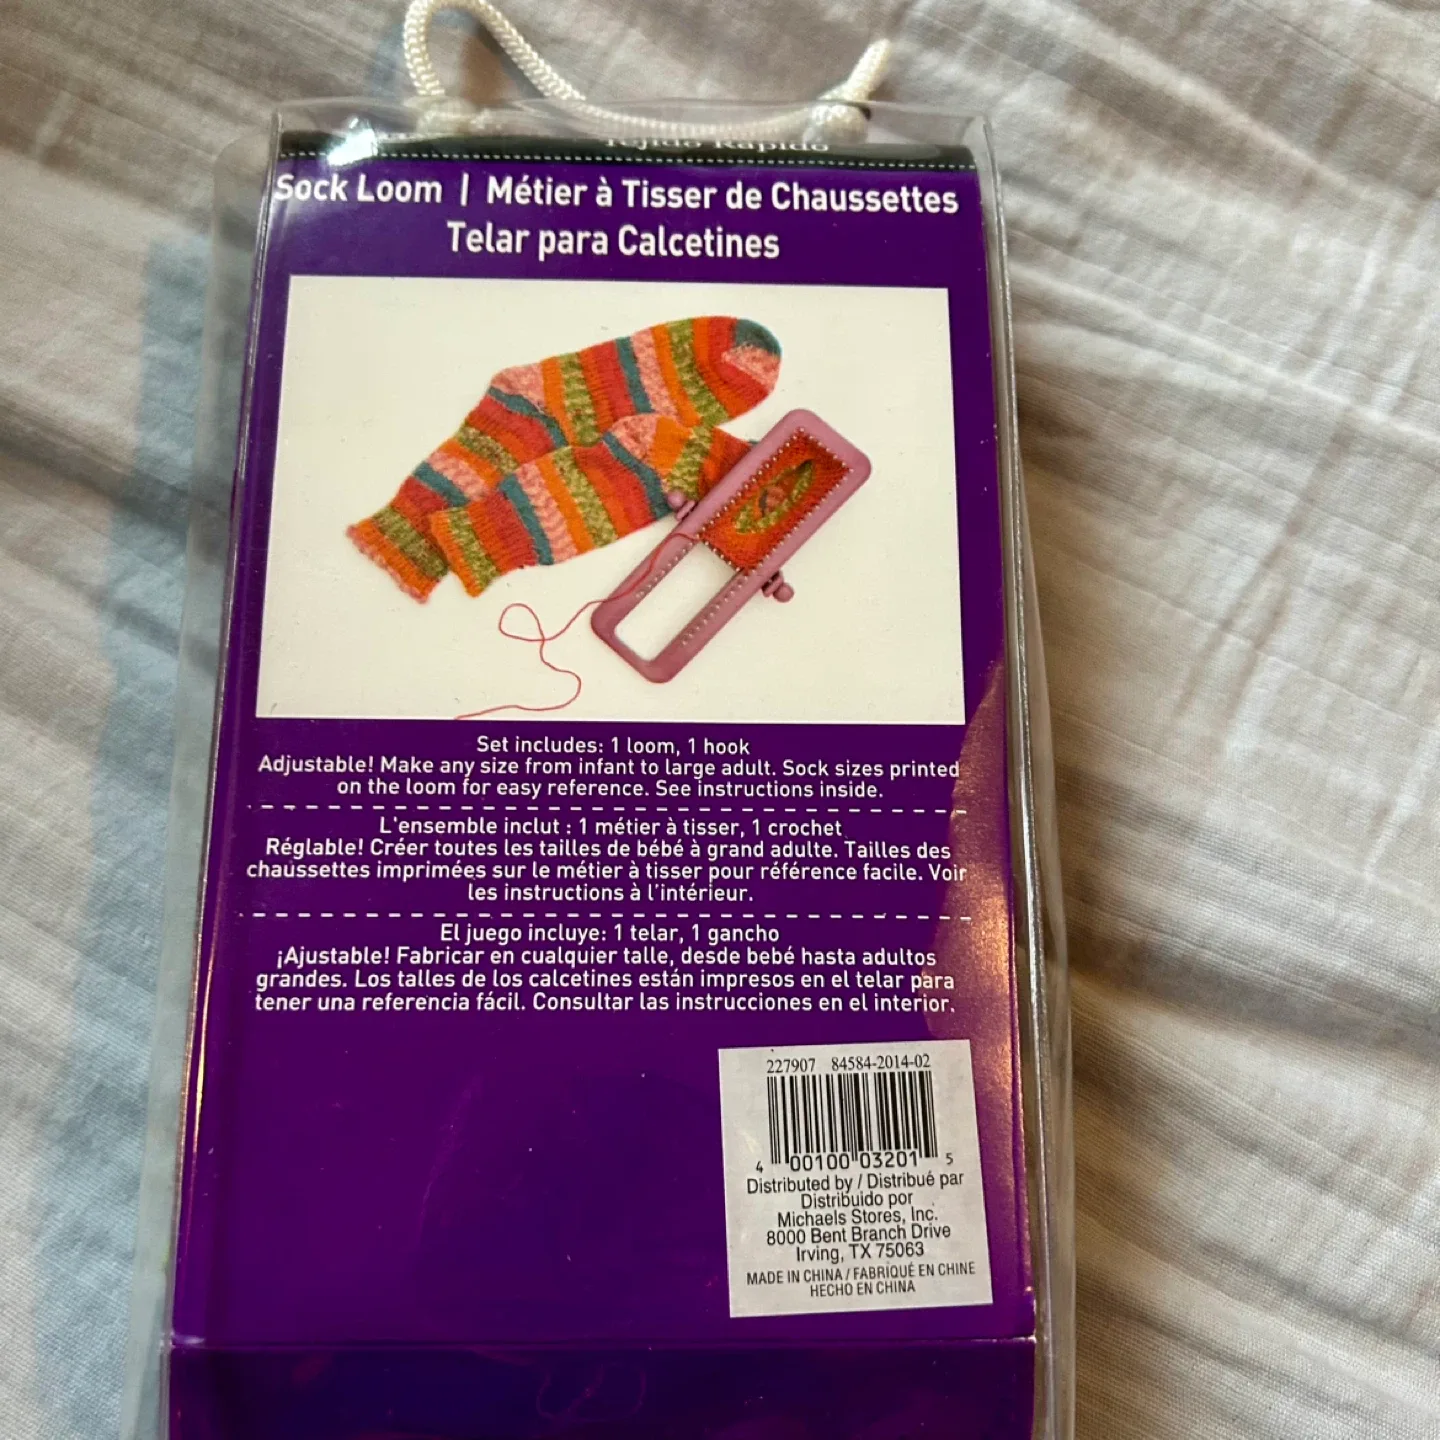 Tejido Rápido
Sock Loom | Métier à Tisser de Chaussettes
Telar para Calcetines
Set includes: 1 loom, 1 hook
Adjustable! Make any size from infant to large adult. Sock sizes printed
on the loom for easy reference. See instructions inside.
L'ensemble inclut : 1 métier à tisser, 1 crochet
Réglable! Créer toutes les tailles de bébé à grand adulte. Tailles des
chaussettes imprimées sur le métier à tisser pour référence facile. Voir
les instructions à l'intérieur.
El juego incluye: 1 telar, 1 gancho
¡Ajustable! Fabricar en cualquier talle, desde bebé hasta adultos
grandes. Los talles de los calcetines están impresos en el telar para
tener una referencia fácil. Consultar las instrucciones en el interior.
227907 84584-2014-02
4 00100 03201 5
Distributed by / Distribué par
Distribuido por
Michaels Stores, Inc.
8000 Bent Branch Drive
Irving, TX 75063
MADE IN CHINA / FABRIQUÉ EN CHINE
HECHO EN CHINA